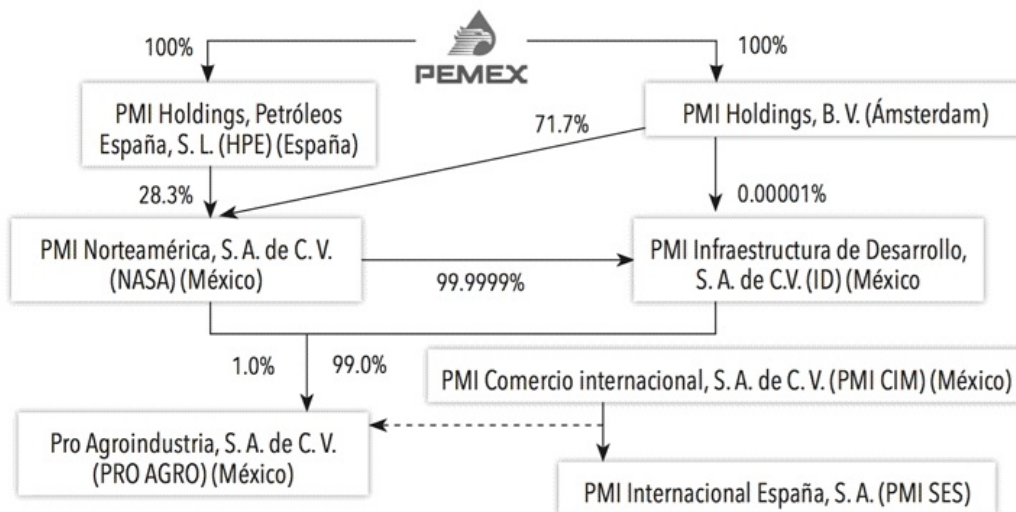 100%
PEMEX
100%
PMI Holdings, Petróleos
España, S. L. (HPE) (España)
PMI Holdings, B. V. (Ámsterdam)
71.7%
28.3%
0.00001%
PMI Norteamérica, S. A. de C. V.
(NASA) (México)
99.9999%
PMI Infraestructura de Desarrollo,
S. A. de C.V. (ID) (México
1.0%
99.0%
PMI Comercio internacional, S. A. de C. V. (PMI CIM) (México)
Pro Agroindustria, S. A. de C. V.
(PRO AGRO) (México)
PMI Internacional España, S. A. (PMI SES)